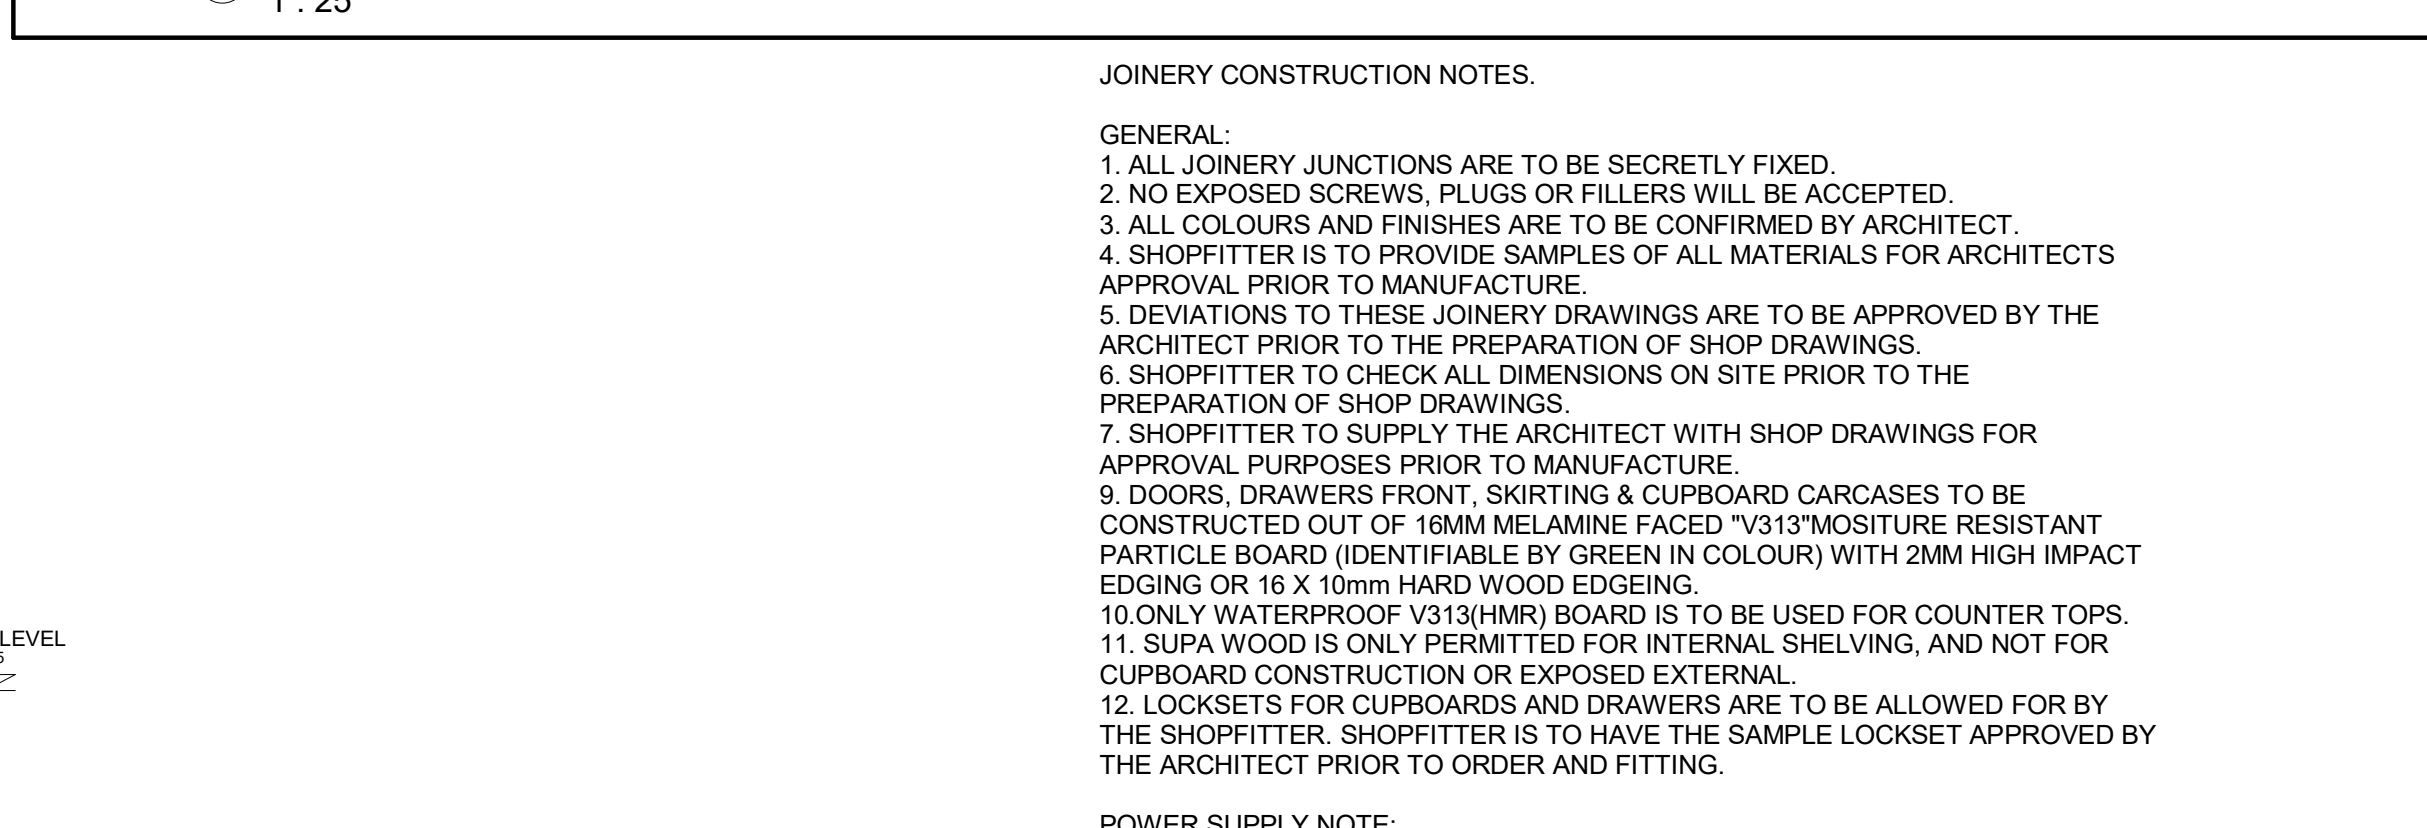 1 : 25
JOINERY CONSTRUCTION NOTES.
GENERAL:
1. ALL JOINERY JUNCTIONS ARE TO BE SECRETLY FIXED.
2. NO EXPOSED SCREWS, PLUGS OR FILLERS WILL BE ACCEPTED.
3. ALL COLOURS AND FINISHES ARE TO BE CONFIRMED BY ARCHITECT.
4. SHOPFITTER IS TO PROVIDE SAMPLES OF ALL MATERIALS FOR ARCHITECTS
APPROVAL PRIOR TO MANUFACTURE.
5. DEVIATIONS TO THESE JOINERY DRAWINGS ARE TO BE APPROVED BY THE
ARCHITECT PRIOR TO THE PREPARATION OF SHOP DRAWINGS.
6. SHOPFITTER TO CHECK ALL DIMENSIONS ON SITE PRIOR TO THE
PREPARATION OF SHOP DRAWINGS.
7. SHOPFITTER TO SUPPLY THE ARCHITECT WITH SHOP DRAWINGS FOR
APPROVAL PURPOSES PRIOR TO MANUFACTURE.
9. DOORS, DRAWERS FRONT, SKIRTING & CUPBOARD CARCASES TO BE
CONSTRUCTED OUT OF 16MM MELAMINE FACED "V313"MOSITURE RESISTANT
PARTICLE BOARD (IDENTIFIABLE BY GREEN IN COLOUR) WITH 2MM HIGH IMPACT
EDGING OR 16 X 10mm HARD WOOD EDGEING.
10.ONLY WATERPROOF V313(HMR) BOARD IS TO BE USED FOR COUNTER TOPS.
11. SUPA WOOD IS ONLY PERMITTED FOR INTERNAL SHELVING, AND NOT FOR
CUPBOARD CONSTRUCTION OR EXPOSED EXTERNAL.
12. LOCKSETS FOR CUPBOARDS AND DRAWERS ARE TO BE ALLOWED FOR BY
THE SHOPFITTER. SHOPFITTER IS TO HAVE THE SAMPLE LOCKSET APPROVED BY
THE ARCHITECT PRIOR TO ORDER AND FITTING.
POWER SUPPLY NOTE:
LEVEL